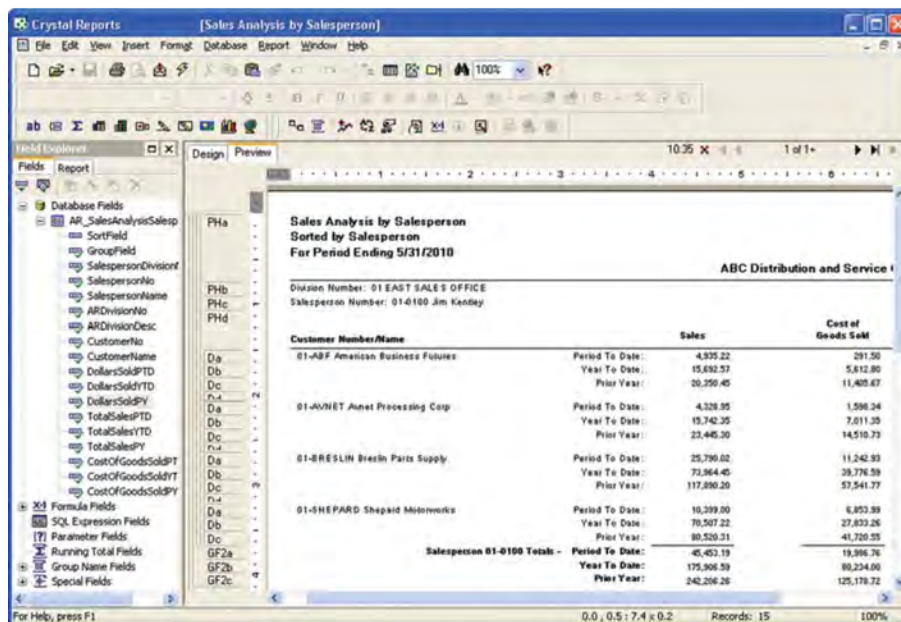 Crystal Reports [Sales Analysis by Salesperson]
File Edit View Insert Format Database Report Window Help
100%
Field Explorer
Fields Report
Design Preview
10:35
1 of 1+
Database Fields
AR_SalesAnalysisSalesp
SortField
GroupField
SalespersonDivision
SalespersonNo
SalespersonName
ARDivisionNo
ARDivisionDesc
CustomerNo
CustomerName
DollarsSoldPTD
DollarsSoldYTD
DollarsSoldPY
TotalSalesPTD
TotalSalesYTD
TotalSalesPY
CostOfGoodsSoldPT
CostOfGoodsSoldYT
CostOfGoodsSoldPY
Formula Fields
SQL Expression Fields
Parameter Fields
Running Total Fields
Group Name Fields
Special Fields
PHa
Sales Analysis by Salesperson
Sorted by Salesperson
For Period Ending 5/31/2010
ABC Distribution and Service
PHb Division Number: 01 EAST SALES OFFICE
PHc Salesperson Number: 01-0100 Jim Kentley
PHd
Customer Number/Name Sales Cost of Goods Sold
Da 01-ABF American Business Futures Period To Date: 4,935.22 291.50
Db Year To Date: 15,692.57 5,612.80
Dc Prior Year: 20,350.45 11,405.67
Da 01-AVNET Avnet Processing Corp Period To Date: 4,328.95 1,598.34
Db Year To Date: 15,742.35 7,011.35
Dc Prior Year: 23,445.30 14,510.73
Da 01-BRESLIN Breslin Parts Supply Period To Date: 25,790.02 11,242.93
Db Year To Date: 73,964.45 39,776.59
Dc Prior Year: 117,890.20 57,541.77
Da 01-SHEPARD Shepard Motorworks Period To Date: 10,399.00 6,853.99
Db Year To Date: 70,507.22 27,833.26
Dc Prior Year: 80,520.31 41,720.55
GF2a Salesperson 01-0100 Totals - Period To Date: 45,453.19 19,986.76
GF2b Year To Date: 175,906.59 80,234.00
GF2c Prior Year: 242,206.26 125,178.72
For Help, press F1
0.0 , 0.5 : 7.4 x 0.2 Records: 15 100%